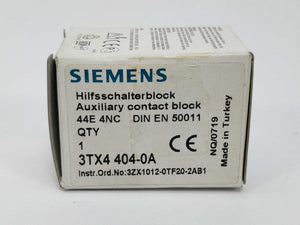 SIEMENS
Hilfsschalterblock
Auxiliary contact block
44E 4NC DIN EN 50011
QTY
1
3TX4 404-0A
Instr.Ord.No:3ZX1012-0TF20-2AB1
NQ/0719
Made in Turkey
CE